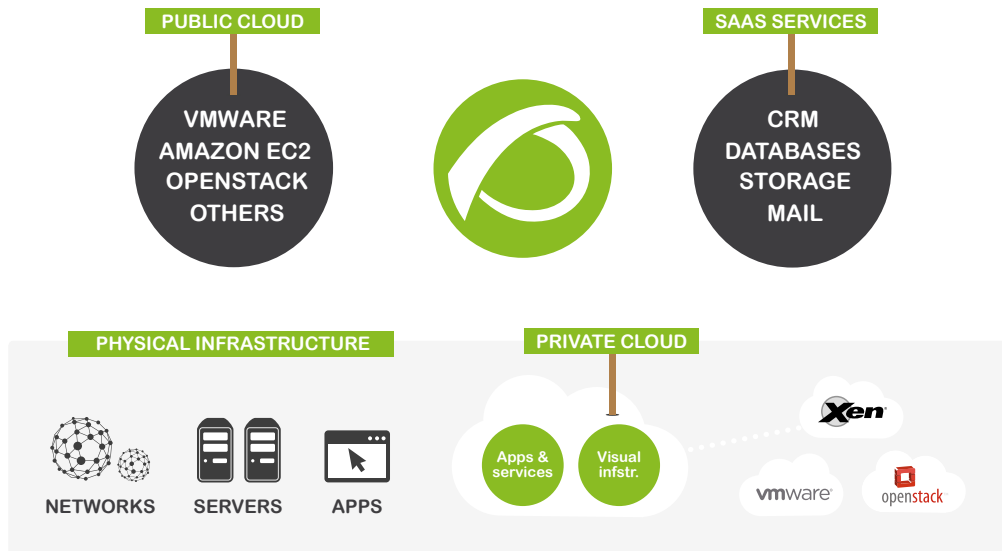 PUBLIC CLOUD
VMWARE
AMAZON EC2
OPENSTACK
OTHERS
SAAS SERVICES
CRM
DATABASES
STORAGE
MAIL
PHYSICAL INFRASTRUCTURE
NETWORKS
SERVERS
APPS
PRIVATE CLOUD
Apps &
services
Visual
infstr.
Xen
vmware
openstack